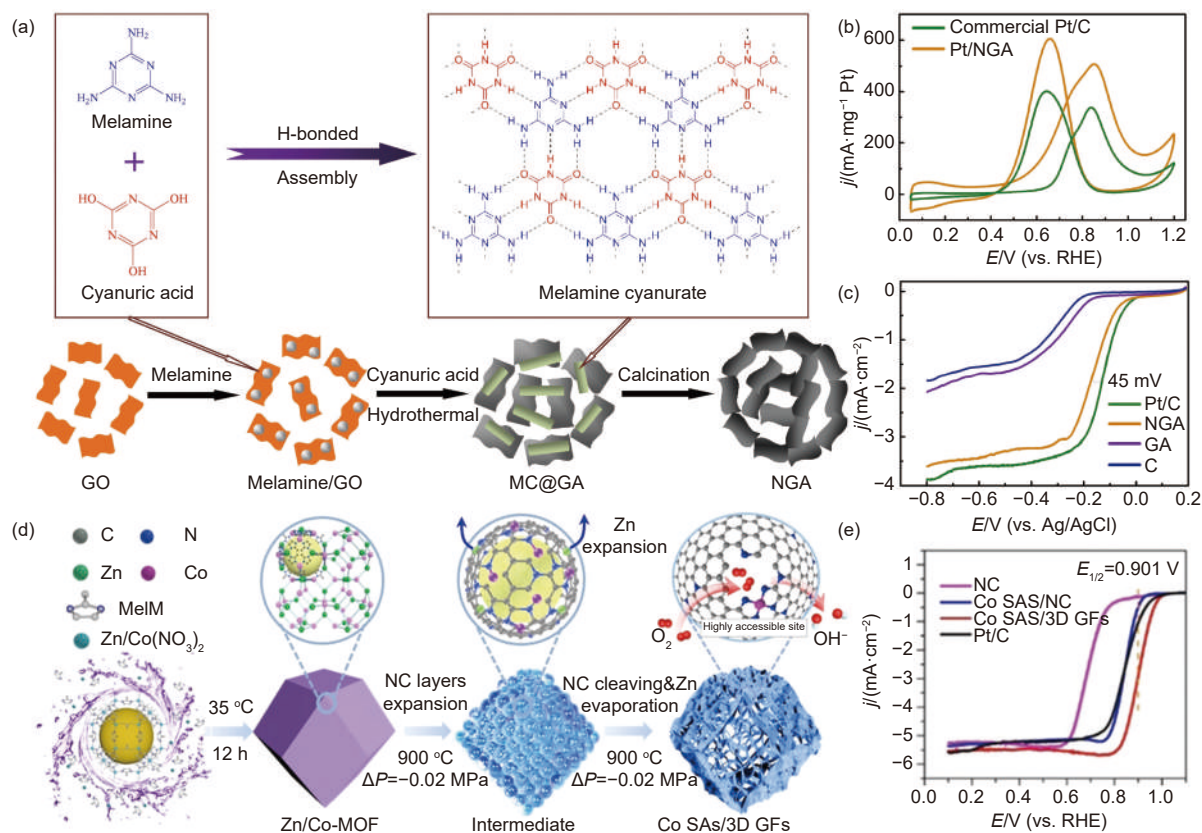 (a)
NH2
N
N
H2N
N
NH2
Melamine
+
HO
OH
N
N
N
OH
Cyanuric acid
H-bonded
Assembly
Melamine cyanurate
Melamine
Cyanuric acid
Hydrothermal
Calcination
GO
Melamine/GO
MC@GA
NGA
(b)
Commercial Pt/C
Pt/NGA
j/(mA·mg−1 Pt)
600
400
200
0
0.0 0.2 0.4 0.6 0.8 1.0 1.2
E/V (vs. RHE)
(c)
j/(mA·cm−2)
0
−1
−2
−3
−4
45 mV
Pt/C
NGA
GA
C
−0.8 −0.6 −0.4 −0.2 0.0 0.2
E/V (vs. Ag/AgCl)
(d)
C N
Zn Co
MelM
Zn/Co(NO3)2
35 °C
12 h
Zn/Co-MOF
NC layers
expansion
900 °C
ΔP=−0.02 MPa
Zn
expansion
Intermediate
NC cleaving&Zn
evaporation
900 °C
ΔP=−0.02 MPa
O2
Highly accessible site
OH−
Co SAs/3D GFs
(e)
j/(mA·cm−2)
1
0
−1
−2
−3
−4
−5
−6
E1/2=0.901 V
NC
Co SAS/NC
Co SAS/3D GFs
Pt/C
0.0 0.2 0.4 0.6 0.8 1.0
E/V (vs. RHE)